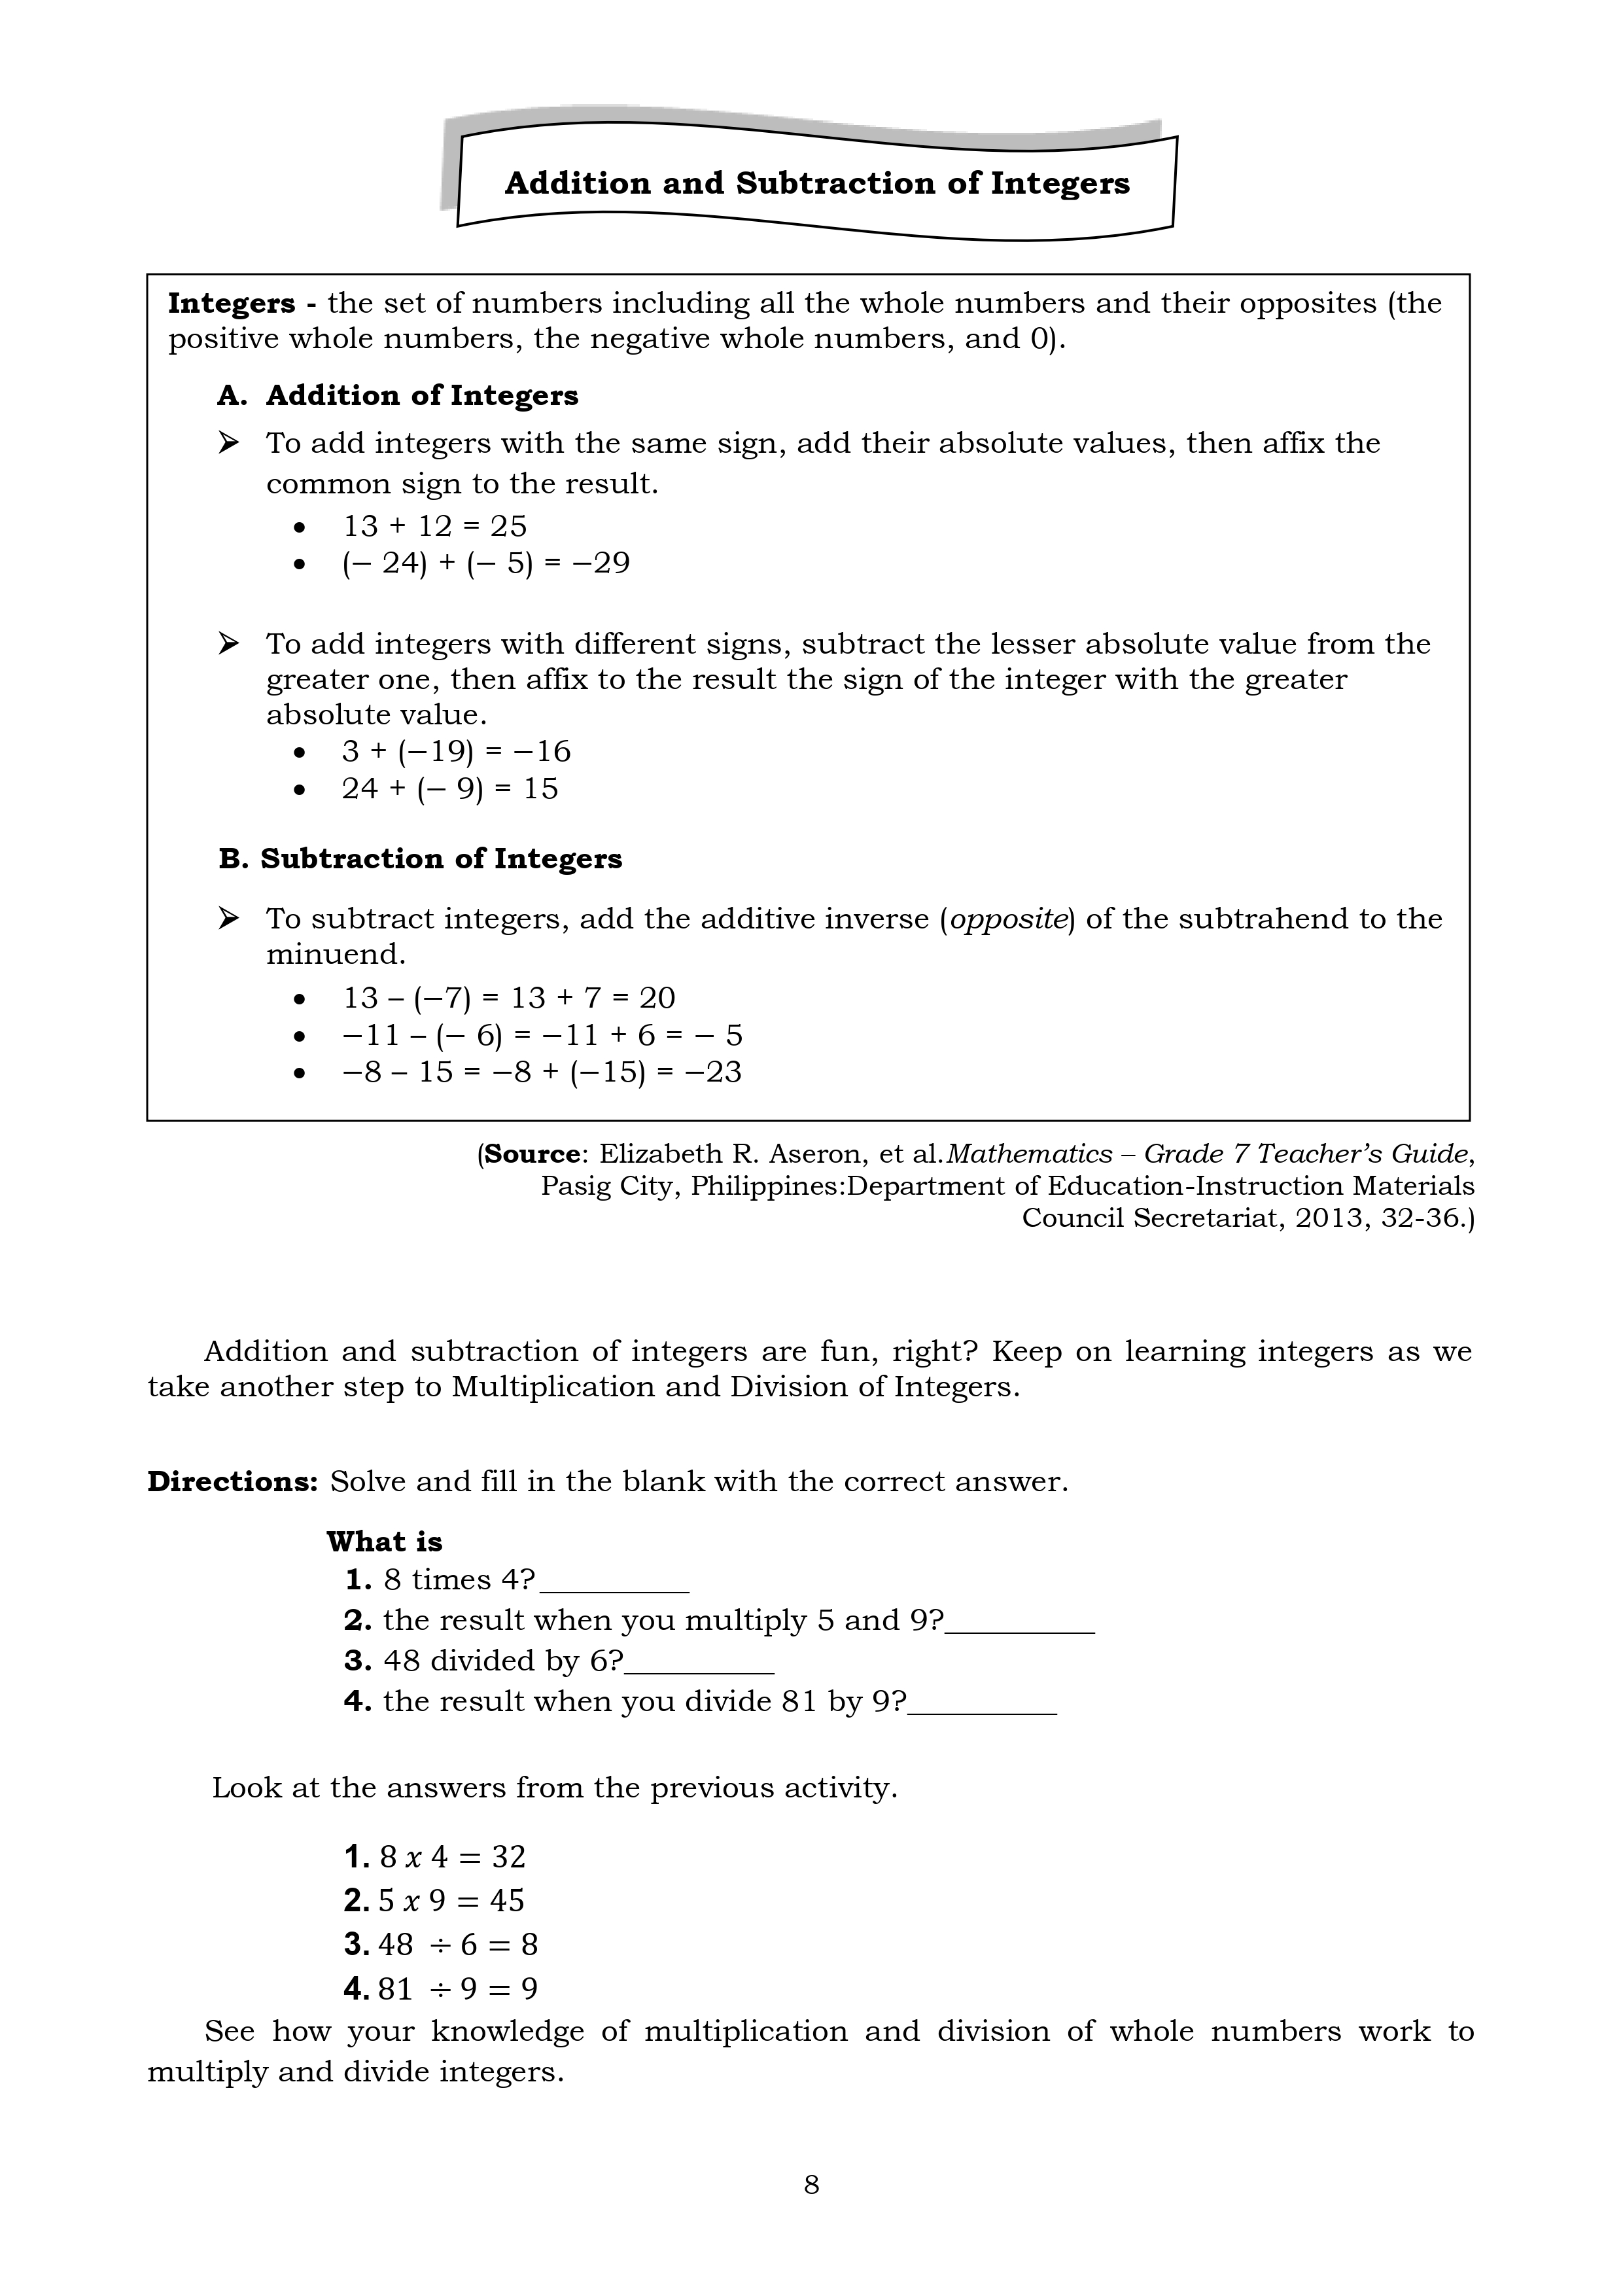 Addition and Subtraction of Integers
Integers - the set of numbers including all the whole numbers and their opposites (the
positive whole numbers, the negative whole numbers, and 0).
A. Addition of Integers
➢ To add integers with the same sign, add their absolute values, then affix the
common sign to the result.
• 13 + 12 = 25
• (− 24) + (− 5) = −29
➢ To add integers with different signs, subtract the lesser absolute value from the
greater one, then affix to the result the sign of the integer with the greater
absolute value.
• 3 + (−19) = −16
• 24 + (− 9) = 15
B. Subtraction of Integers
➢ To subtract integers, add the additive inverse (opposite) of the subtrahend to the
minuend.
• 13 – (−7) = 13 + 7 = 20
• −11 – (− 6) = −11 + 6 = − 5
• −8 – 15 = −8 + (−15) = −23
(Source: Elizabeth R. Aseron, et al.Mathematics – Grade 7 Teacher’s Guide,
Pasig City, Philippines:Department of Education-Instruction Materials
Council Secretariat, 2013, 32-36.)
Addition and subtraction of integers are fun, right? Keep on learning integers as we
take another step to Multiplication and Division of Integers.
Directions: Solve and fill in the blank with the correct answer.
What is
1. 8 times 4?__________
2. the result when you multiply 5 and 9?__________
3. 48 divided by 6?__________
4. the result when you divide 81 by 9?__________
Look at the answers from the previous activity.
1. 8 x 4 = 32
2. 5 x 9 = 45
3. 48 ÷ 6 = 8
4. 81 ÷ 9 = 9
See how your knowledge of multiplication and division of whole numbers work to
multiply and divide integers.
8